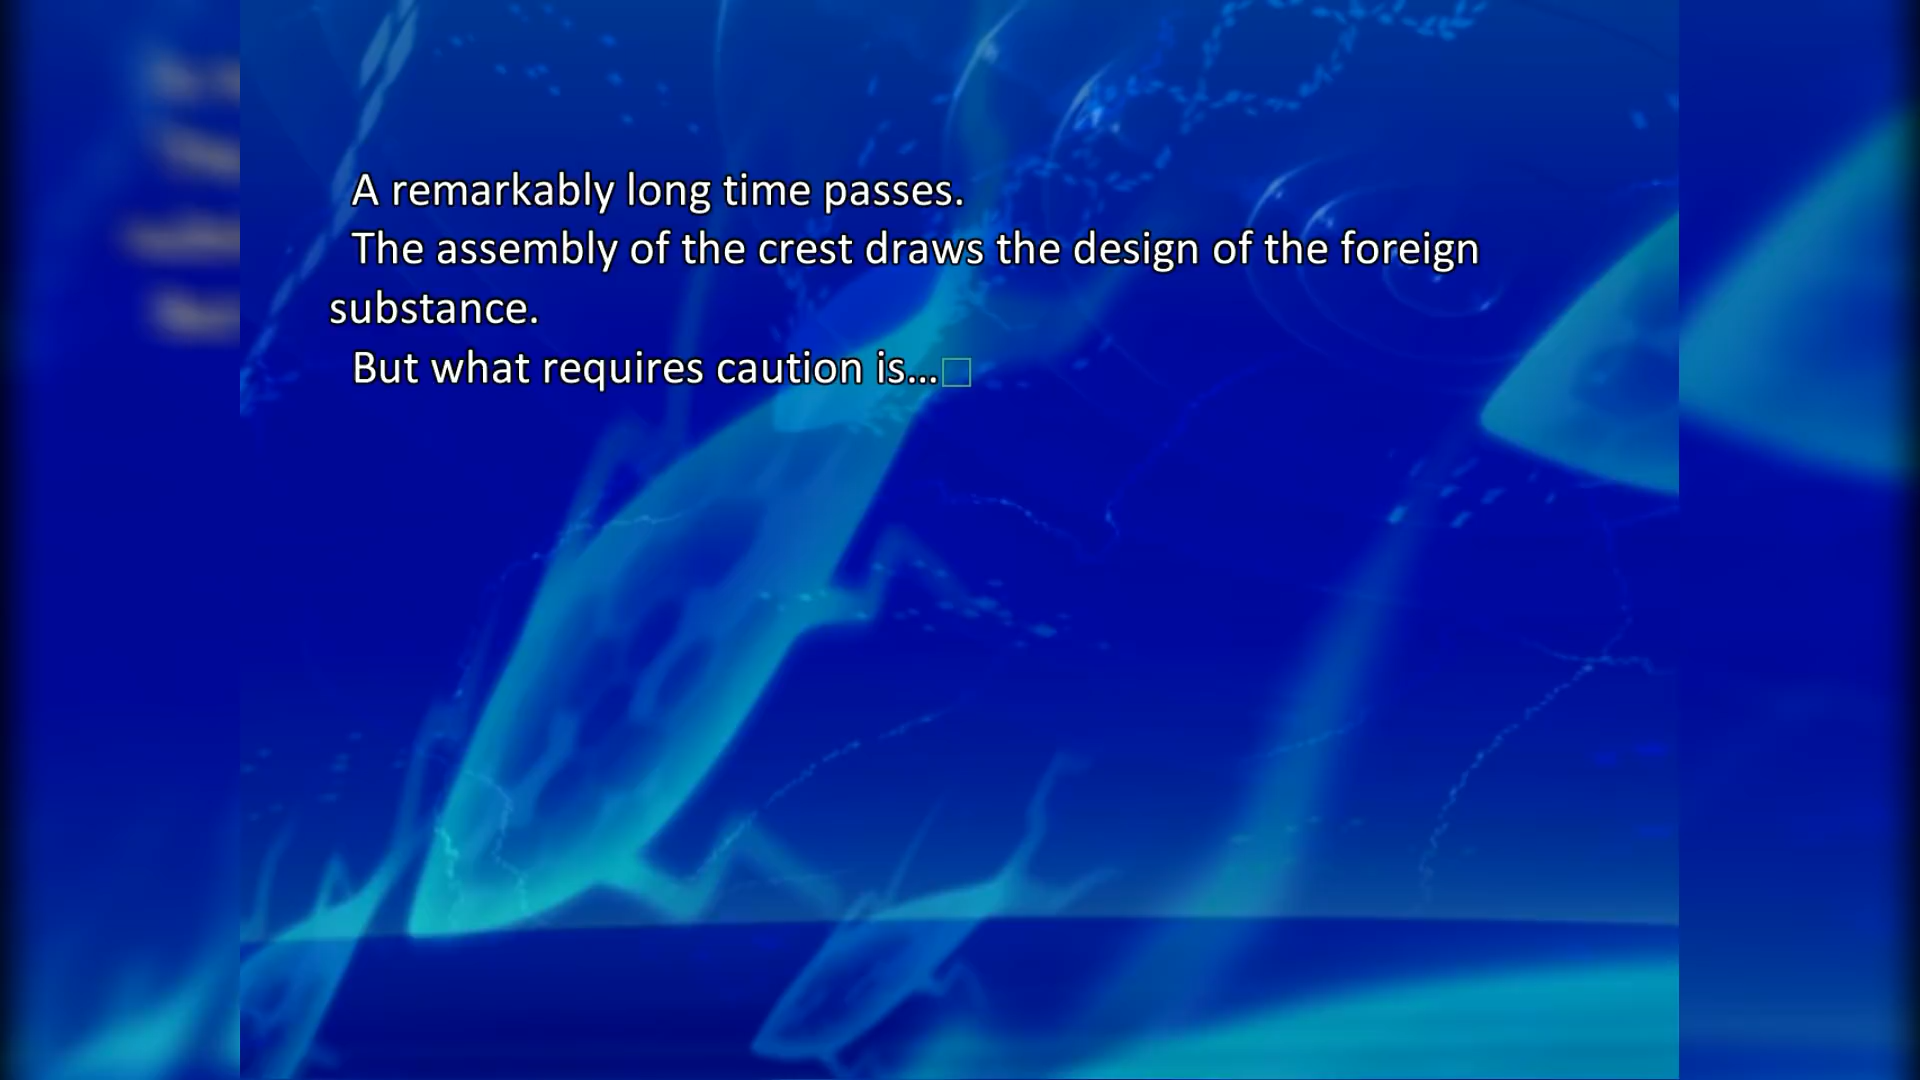 A remarkably long time passes.
The assembly of the crest draws the design of the foreign
substance.
But what requires caution is...